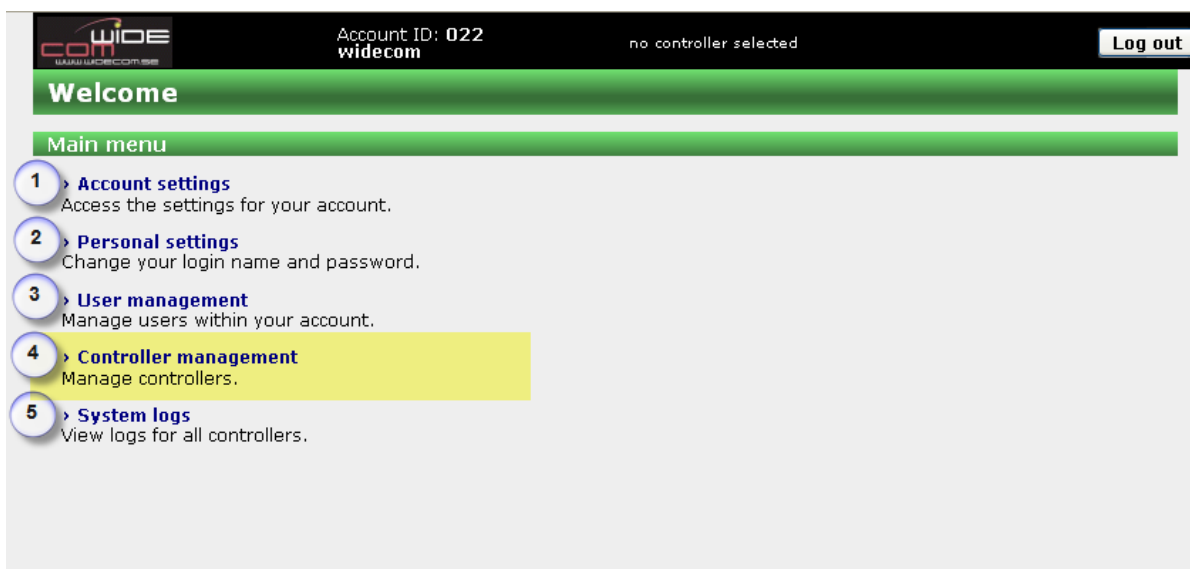 WIDE
COM
www.widecom.se
Account ID: 022
widecom
no controller selected
Log out
Welcome
Main menu
1 › Account settings
Access the settings for your account.
2 › Personal settings
Change your login name and password.
3 › User management
Manage users within your account.
4 › Controller management
Manage controllers.
5 › System logs
View logs for all controllers.